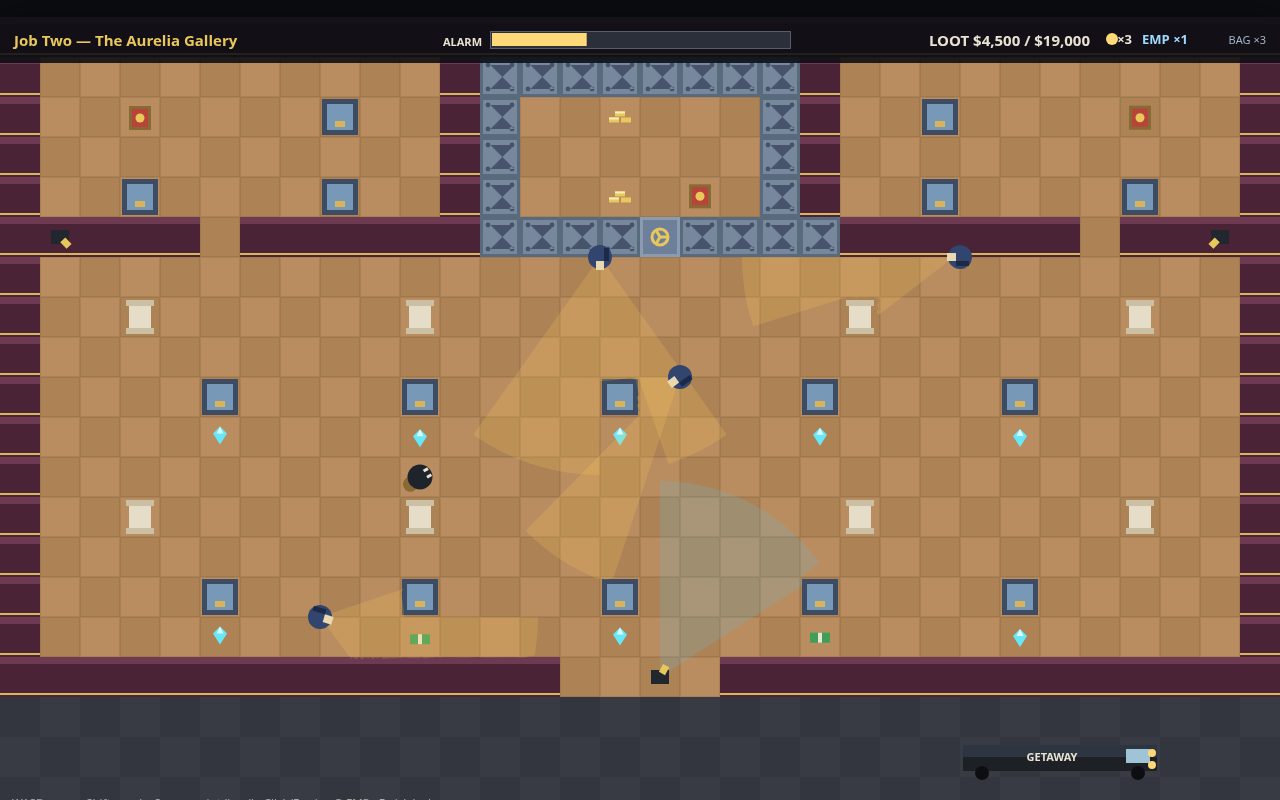 Job Two — The Aurelia Gallery
ALARM
LOOT $4,500 / $19,000
×3
EMP ×1
BAG ×3
GETAWAY